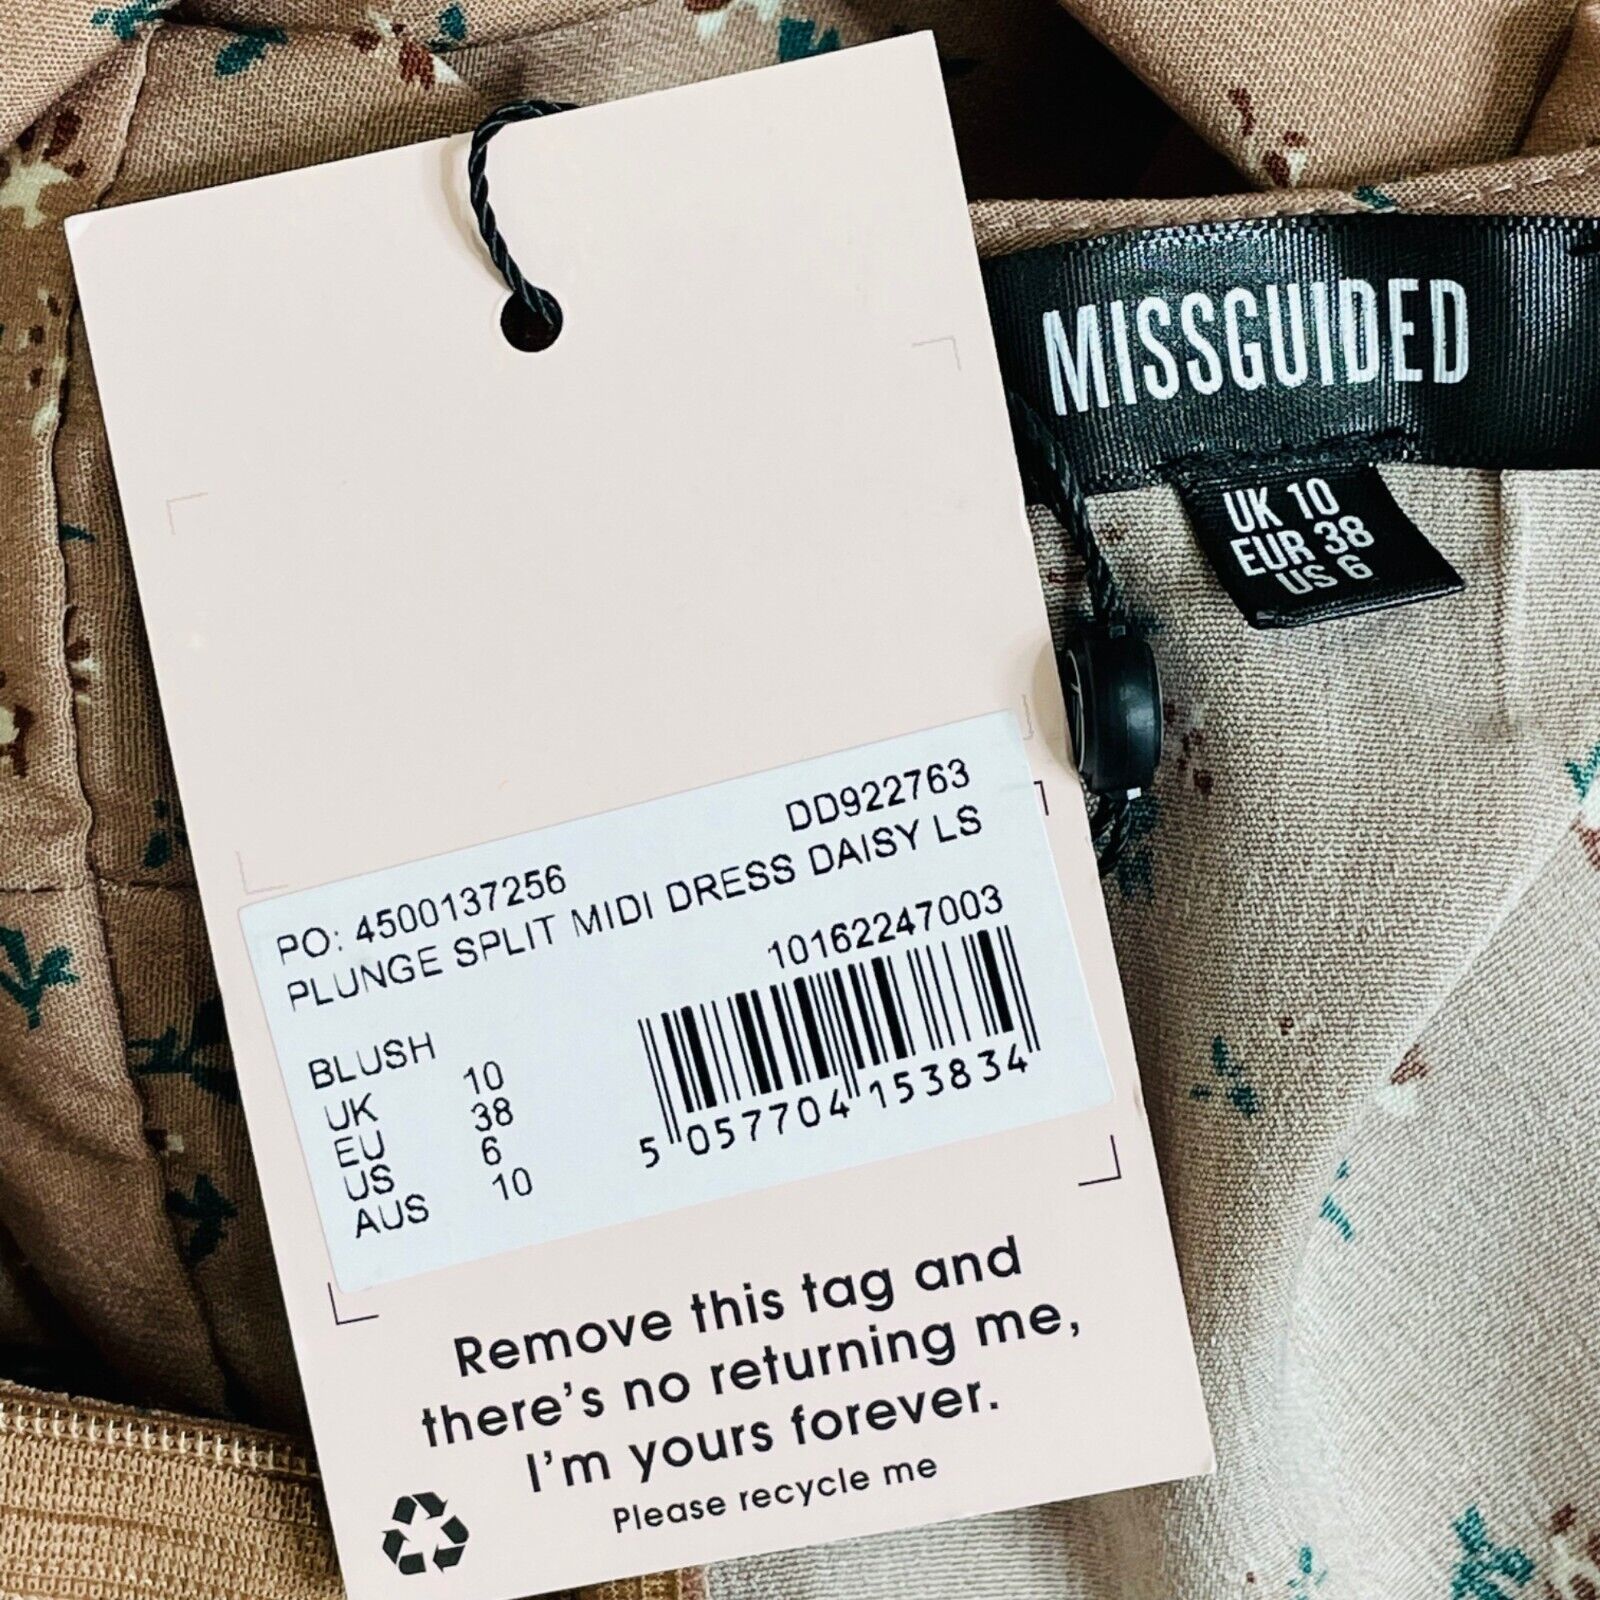 MISSGUIDED
UK 10
EUR 38
US 6
DD922763
PO: 4500137256
PLUNGE SPLIT MIDI DRESS DAISY LS
10162247003
BLUSH
UK 10
EU 38
US 6
AUS 10
5 057704 153834
Remove this tag and
there's no returning me,
I'm yours forever.
Please recycle me